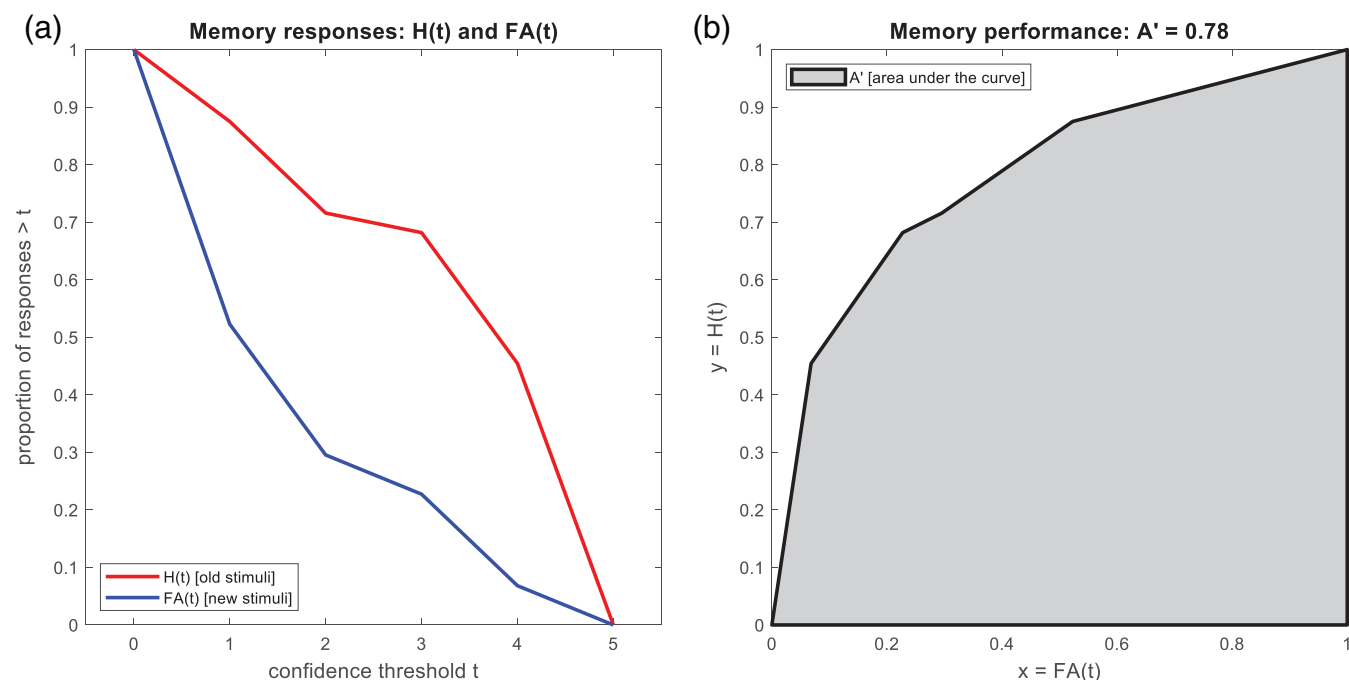 (a)
Memory responses: H(t) and FA(t)
proportion of responses > t
1
0.9
0.8
0.7
0.6
0.5
0.4
0.3
0.2
0.1
0
H(t) [old stimuli]
FA(t) [new stimuli]
0 1 2 3 4 5
confidence threshold t
(b)
Memory performance: A' = 0.78
A' [area under the curve]
y = H(t)
1
0.9
0.8
0.7
0.6
0.5
0.4
0.3
0.2
0.1
0
0 0.2 0.4 0.6 0.8 1
x = FA(t)